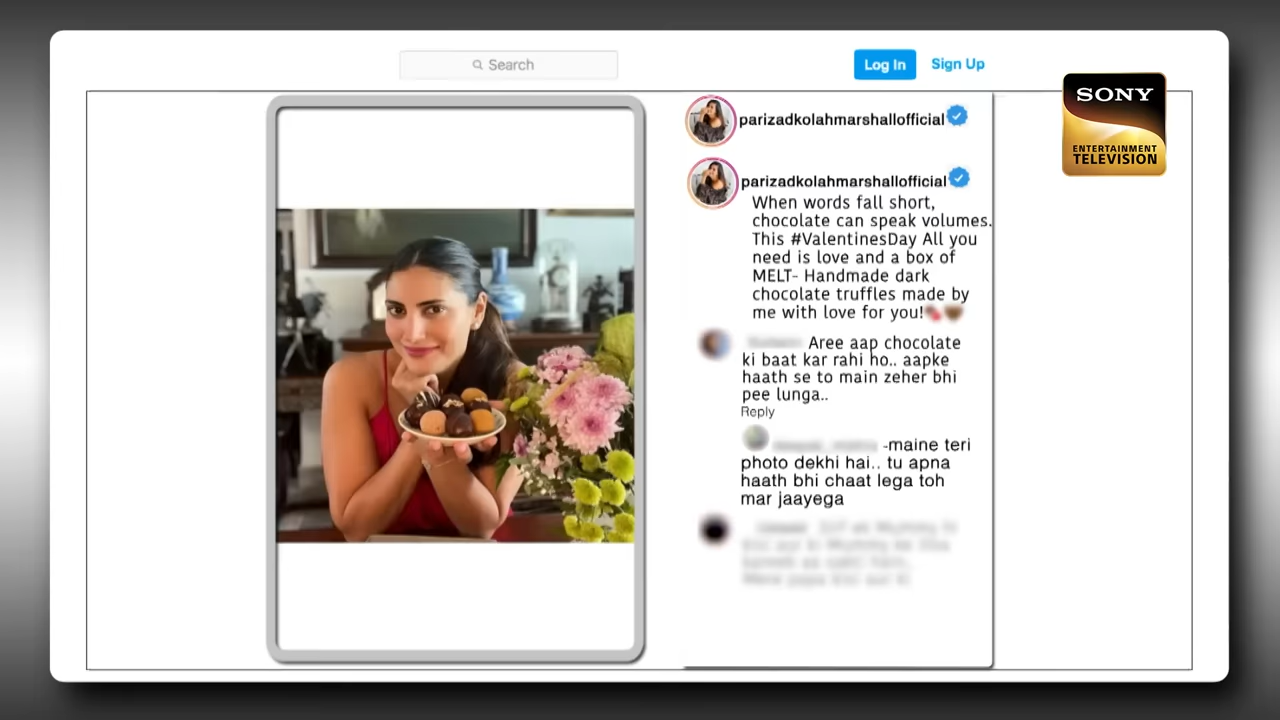 Search
Log In
Sign Up
SONY
ENTERTAINMENT
TELEVISION
parizadkolahmarshallofficial
parizadkolahmarshallofficial
When words fall short,
chocolate can speak volumes.
This #ValentinesDay All you
need is love and a box of
MELT- Handmade dark
chocolate truffles made by
me with love for you!
Aree aap chocolate
ki baat kar rahi ho.. aapke
haath se to main zeher bhi
pee lunga..
Reply
-maine teri
photo dekhi hai.. tu apna
haath bhi chaat lega toh
mar jaayega